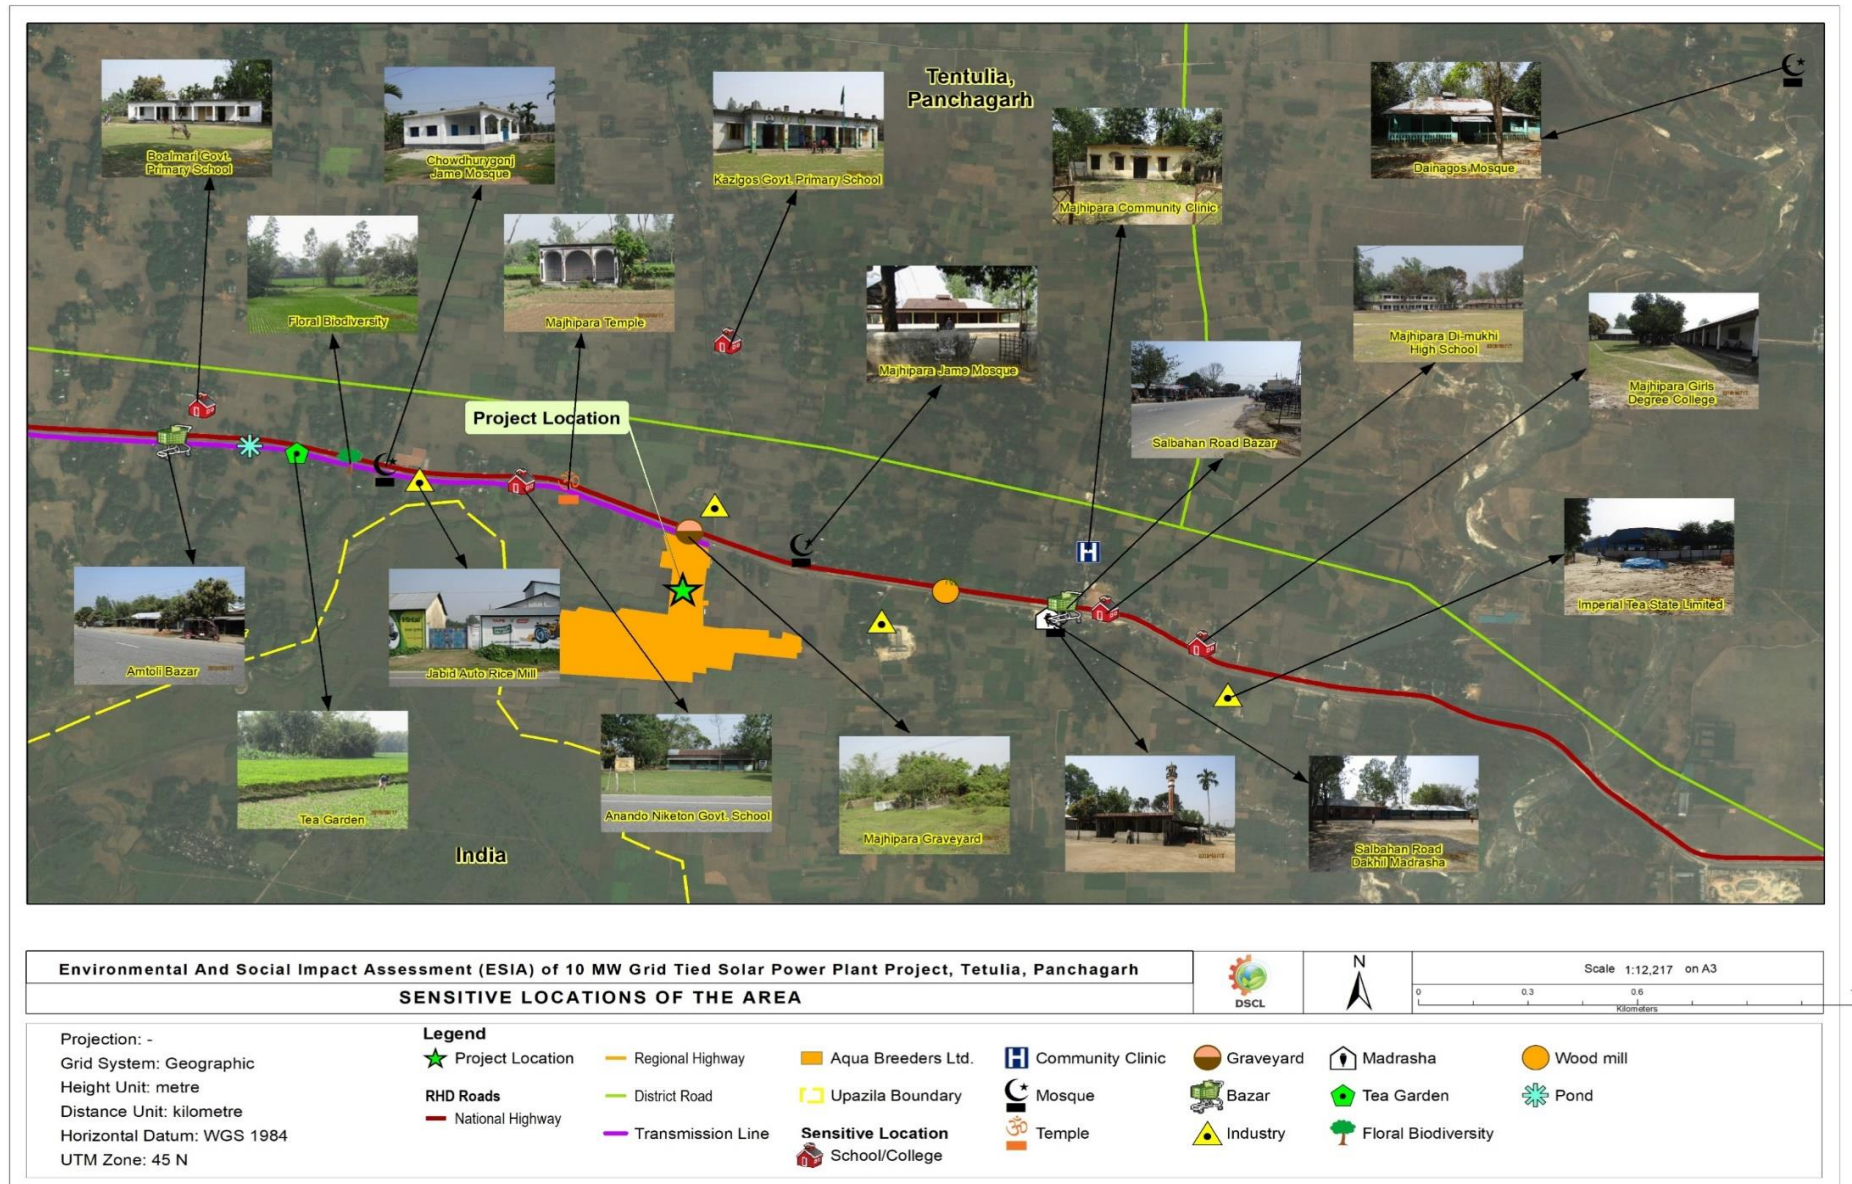 Tentulia,
Panchagarh
Boalmari Govt.
Primary School
Chowdhurygonj
Jame Mosque
Kazigos Govt. Primary School
Majhipara Community Clinic
Dainagos Mosque
Floral Biodiversity
Majhipara Temple
Majhipara Jame Mosque
Salbahan Road Bazar
Majhipara Di-mukhi
High School
Majhipara Girls
Degree College
Project Location
Amtoli Bazar
Jabid Auto Rice Mill
Imperial Tea State Limited
Tea Garden
Anando Niketon Govt. School
Majhipara Graveyard
Salbahan Road
Dakhil Madrasha
India
Environmental And Social Impact Assessment (ESIA) of 10 MW Grid Tied Solar Power Plant Project, Tetulia, Panchagarh
SENSITIVE LOCATIONS OF THE AREA
DSCL
N
Scale 1:12,217 on A3
0 0.3 0.6
Kilometers
Projection: -
Grid System: Geographic
Height Unit: metre
Distance Unit: kilometre
Horizontal Datum: WGS 1984
UTM Zone: 45 N
Legend
Project Location
RHD Roads
National Highway
Regional Highway
District Road
Transmission Line
Aqua Breeders Ltd.
Upazila Boundary
Sensitive Location
School/College
Community Clinic
Mosque
Temple
Graveyard
Bazar
Industry
Madrasha
Tea Garden
Floral Biodiversity
Wood mill
Pond